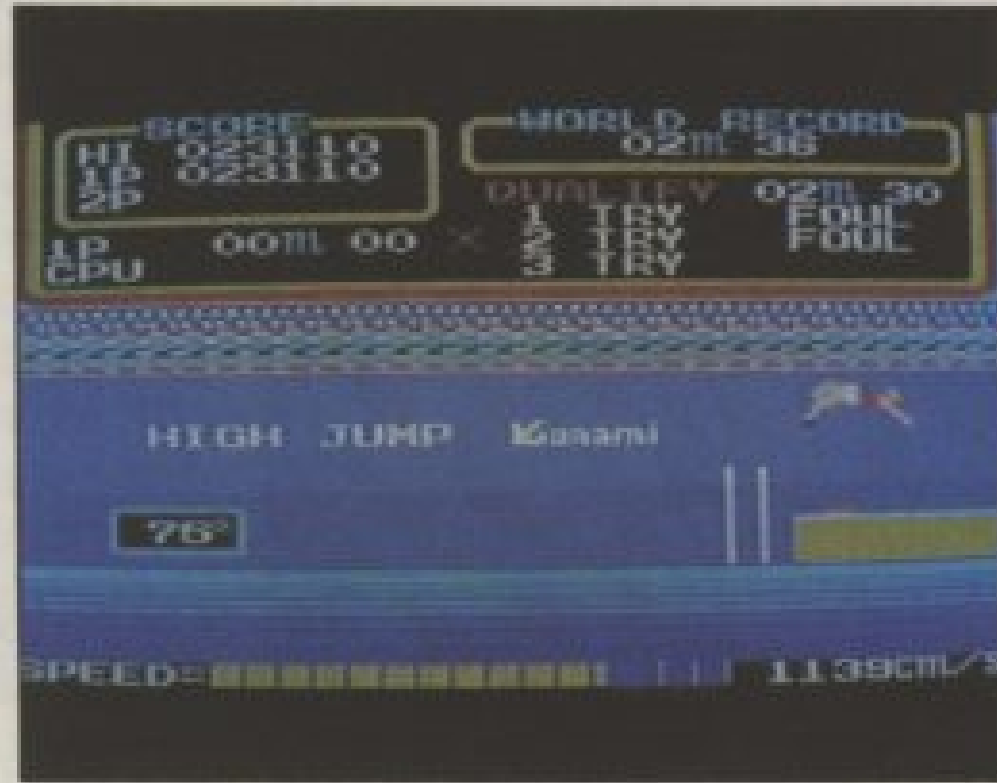 SCORE
HI 023110
1P 023110
2P
WORLD RECORD
02m 36
QUALIFY 02m 30
1 TRY FOUL
2 TRY FOUL
3 TRY
1P 00m 00
CPU
HIGH JUMP Konami
76°
SPEED= 1139cm/s